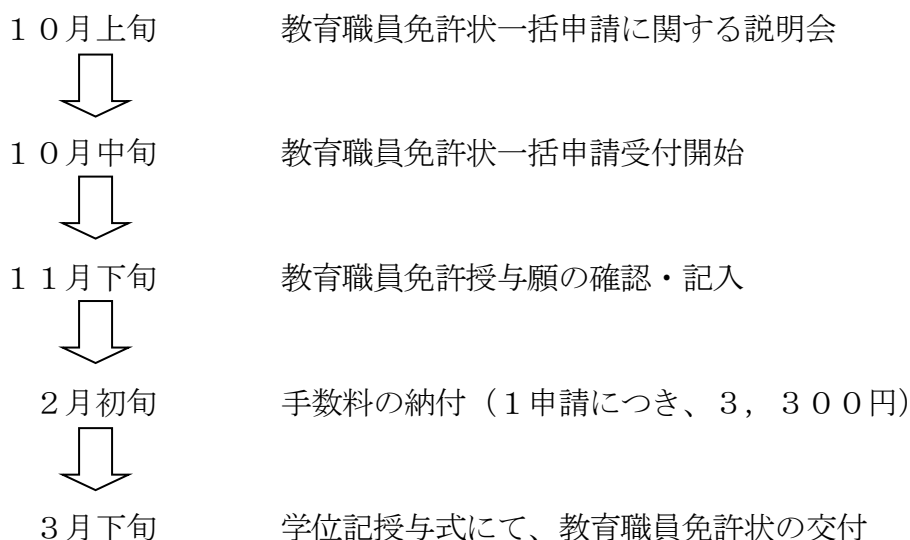 １０月上旬　教育職員免許状一括申請に関する説明会
１０月中旬　教育職員免許状一括申請受付開始
１１月下旬　教育職員免許授与願の確認・記入
２月初旬　手数料の納付（１申請につき、３，３００円）
３月下旬　学位記授与式にて、教育職員免許状の交付